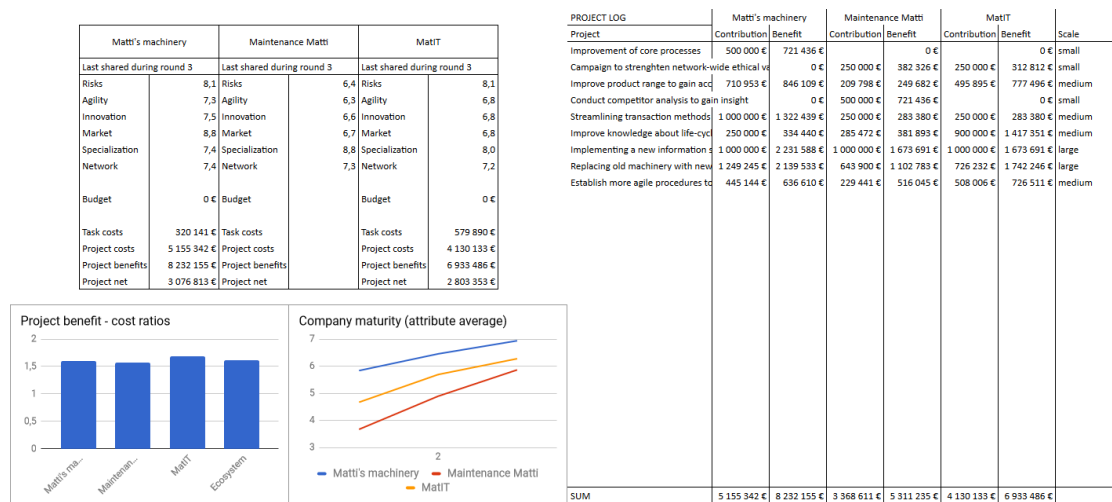 Matti's machinery Maintenance Matti MatIT
Last shared during round 3 Last shared during round 3 Last shared during round 3
Risks 8,1 Risks 6,4 Risks 8,1
Agility 7,3 Agility 6,3 Agility 6,8
Innovation 7,5 Innovation 6,6 Innovation 6,8
Market 8,8 Market 6,7 Market 6,8
Specialization 7,4 Specialization 8,8 Specialization 8,0
Network 7,4 Network 7,3 Network 7,2
Budget 0 € Budget Budget 0 €
Task costs 320 141 € Task costs Task costs 579 890 €
Project costs 5 155 342 € Project costs Project costs 4 130 133 €
Project benefits 8 232 155 € Project benefits Project benefits 6 933 486 €
Project net 3 076 813 € Project net Project net 2 803 353 €
Project benefit - cost ratios
2
1,5
1
0,5
0
Matti's ma...
Maintenan...
MatIT
Ecosystem
Company maturity (attribute average)
7
6
5
4
3
2
Matti's machinery Maintenance Matti
MatIT
PROJECT LOG Matti's machinery Maintenance Matti MatIT
Project Contribution Benefit Contribution Benefit Contribution Benefit Scale
Improvement of core processes 500 000 € 721 436 € 0 € 0 € small
Campaign to strenghten network-wide ethical va 0 € 250 000 € 382 326 € 250 000 € 312 812 € small
Improve product range to gain acc 710 953 € 846 109 € 209 798 € 249 682 € 495 895 € 777 496 € medium
Conduct competitor analysis to gain insight 0 € 500 000 € 721 436 € 0 € small
Streamlining transaction methods 1 000 000 € 1 322 439 € 250 000 € 283 380 € 250 000 € 283 380 € medium
Improve knowledge about life-cycl 250 000 € 334 440 € 285 472 € 381 893 € 900 000 € 1 417 351 € medium
Implementing a new information s 1 000 000 € 2 231 588 € 1 000 000 € 1 673 691 € 1 000 000 € 1 673 691 € large
Replacing old machinery with new 1 249 245 € 2 139 533 € 643 900 € 1 102 783 € 726 232 € 1 742 246 € large
Establish more agile procedures to 445 144 € 636 610 € 229 441 € 516 045 € 508 006 € 726 511 € medium
SUM 5 155 342 € 8 232 155 € 3 368 611 € 5 311 235 € 4 130 133 € 6 933 486 €